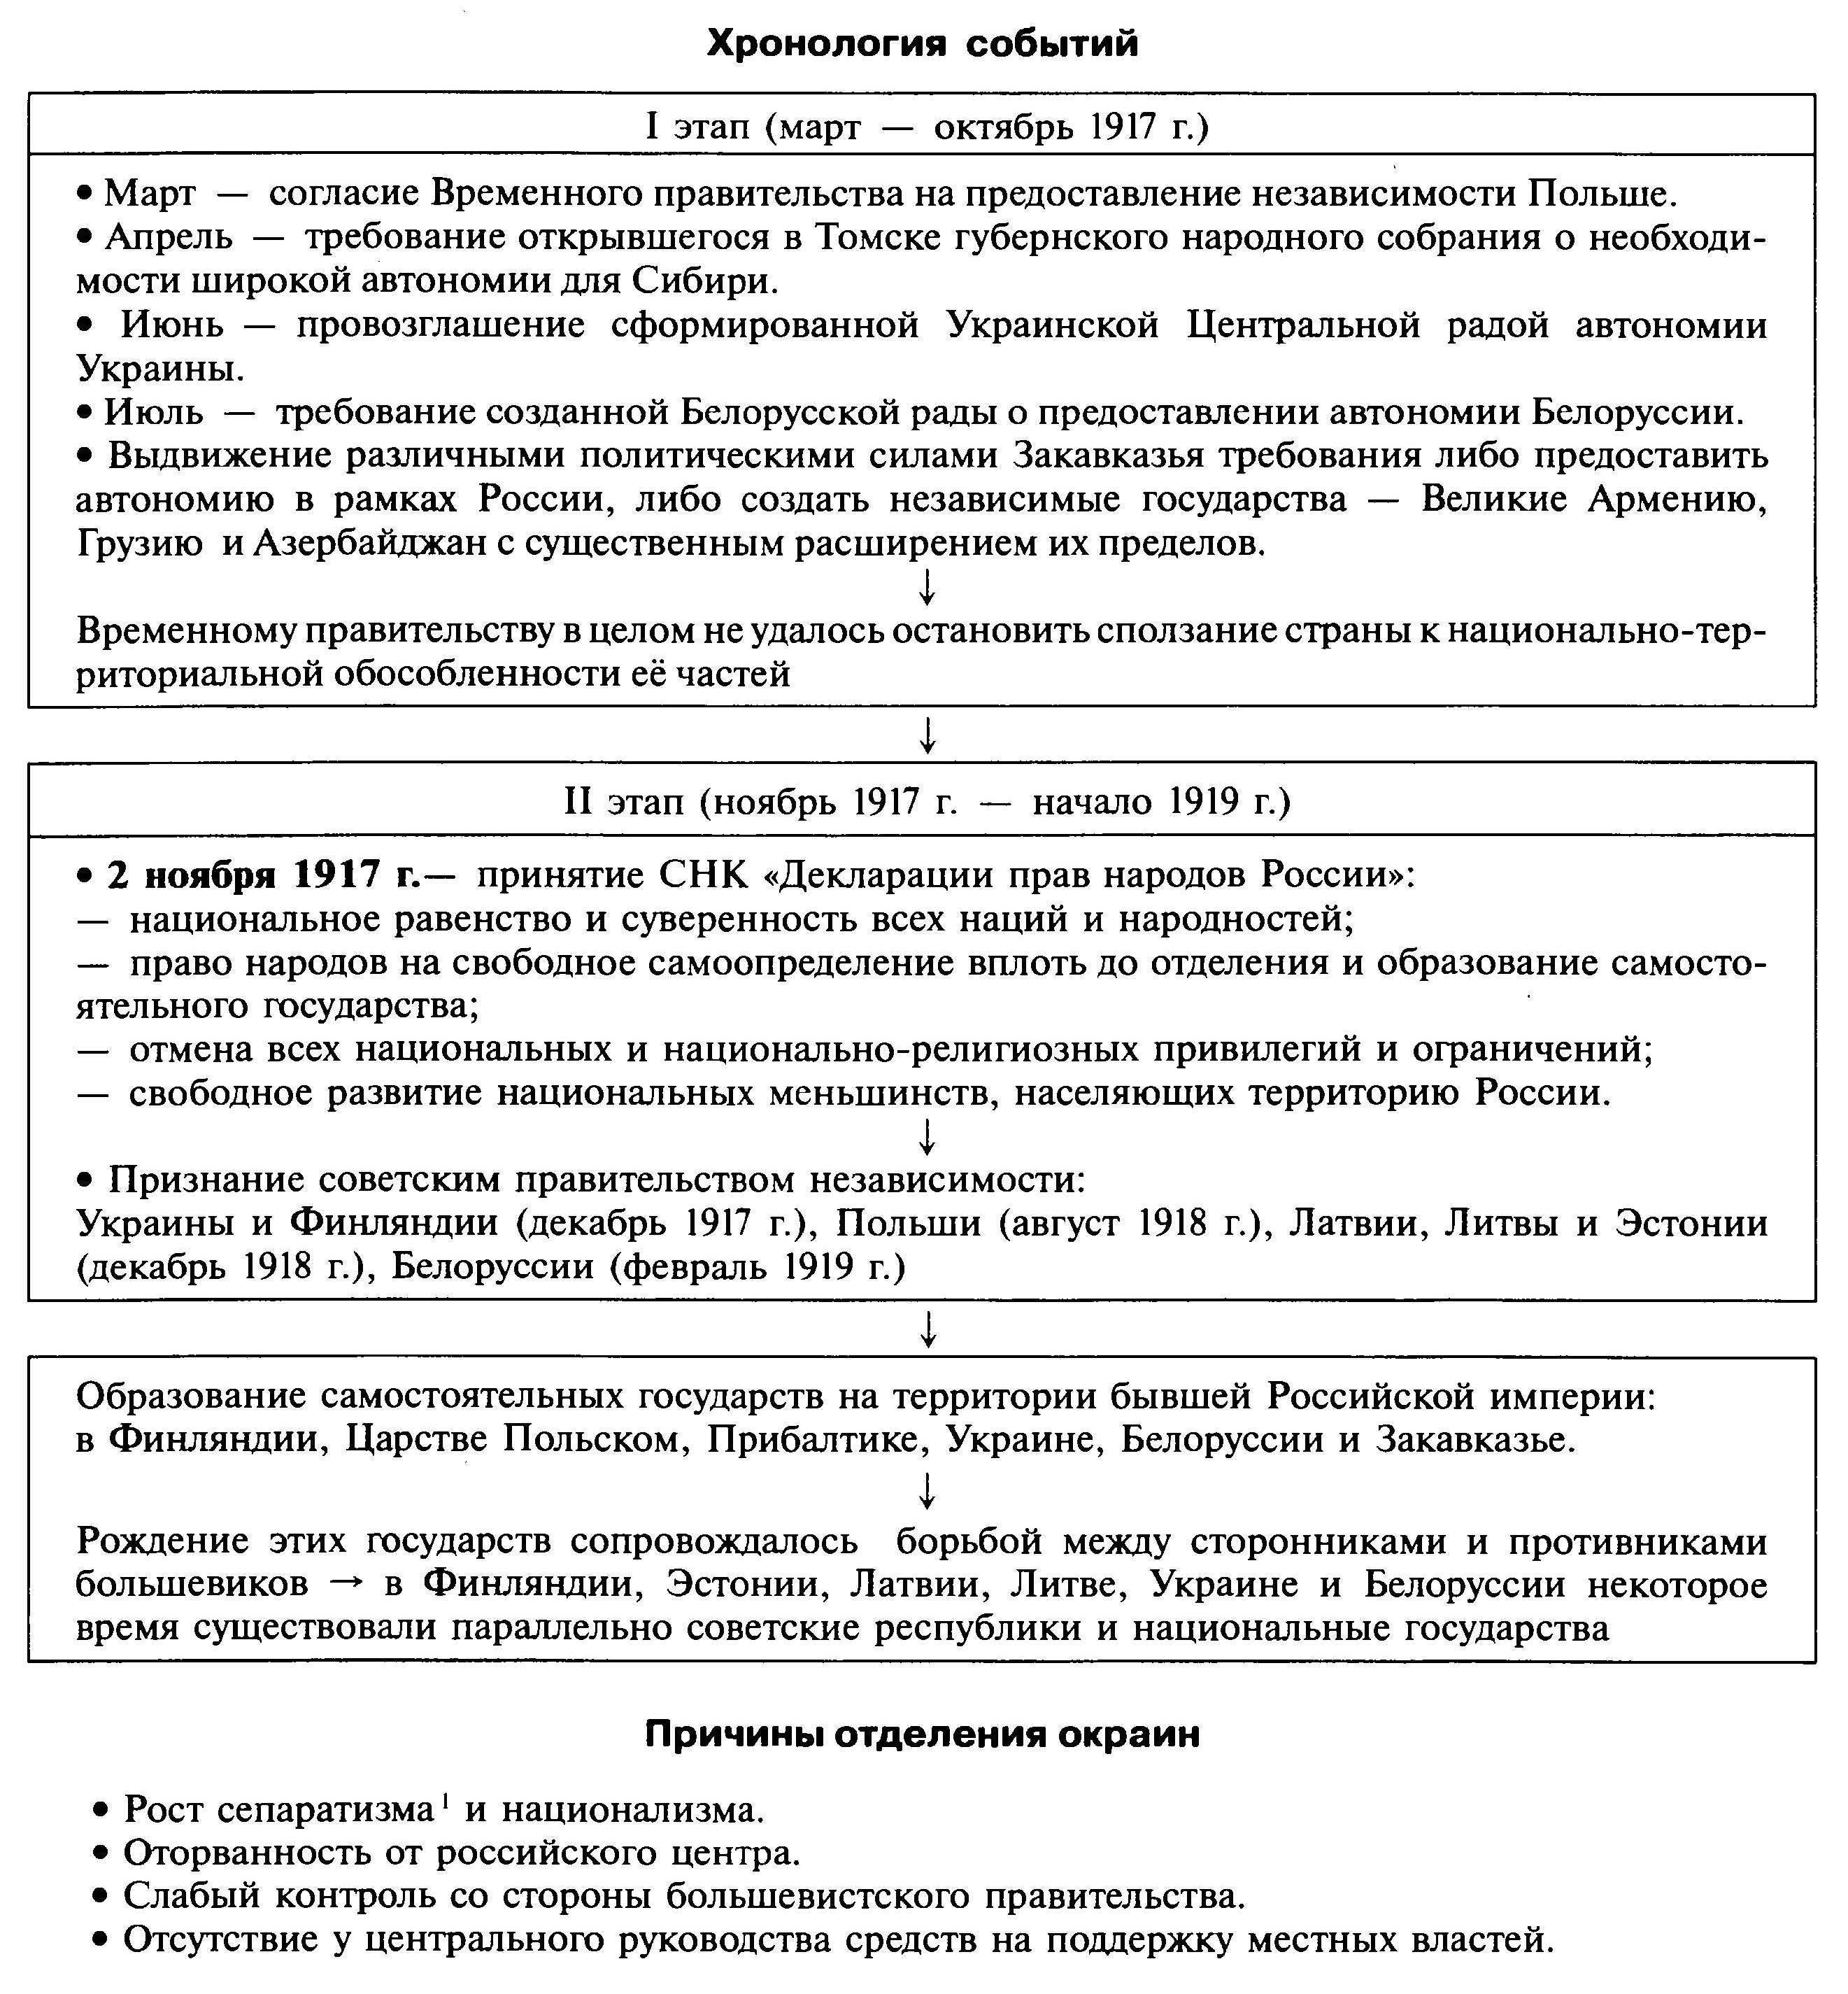 Хронология событий
I этап (март — октябрь 1917 г.)
• Март — согласие Временного правительства на предоставление независимости Польше.
• Апрель — требование открывшегося в Томске губернского народного собрания о необходи-
мости широкой автономии для Сибири.
• Июнь — провозглашение сформированной Украинской Центральной радой автономии
Украины.
• Июль — требование созданной Белорусской рады о предоставлении автономии Белоруссии.
• Выдвижение различными политическими силами Закавказья требования либо предоставить
автономию в рамках России, либо создать независимые государства — Великие Армению,
Грузию и Азербайджан с существенным расширением их пределов.
↓
Временному правительству в целом не удалось остановить сползание страны к национально-тер-
риториальной обособленности её частей
↓
II этап (ноябрь 1917 г. — начало 1919 г.)
• 2 ноября 1917 г.— принятие СНК «Декларации прав народов России»:
— национальное равенство и суверенность всех наций и народностей;
— право народов на свободное самоопределение вплоть до отделения и образование самосто-
ятельного государства;
— отмена всех национальных и национально-религиозных привилегий и ограничений;
— свободное развитие национальных меньшинств, населяющих территорию России.
↓
• Признание советским правительством независимости:
Украины и Финляндии (декабрь 1917 г.), Польши (август 1918 г.), Латвии, Литвы и Эстонии
(декабрь 1918 г.), Белоруссии (февраль 1919 г.)
↓
Образование самостоятельных государств на территории бывшей Российской империи:
в Финляндии, Царстве Польском, Прибалтике, Украине, Белоруссии и Закавказье.
↓
Рождение этих государств сопровождалось борьбой между сторонниками и противниками
большевиков → в Финляндии, Эстонии, Латвии, Литве, Украине и Белоруссии некоторое
время существовали параллельно советские республики и национальные государства
Причины отделения окраин
• Рост сепаратизма¹ и национализма.
• Оторванность от российского центра.
• Слабый контроль со стороны большевистского правительства.
• Отсутствие у центрального руководства средств на поддержку местных властей.